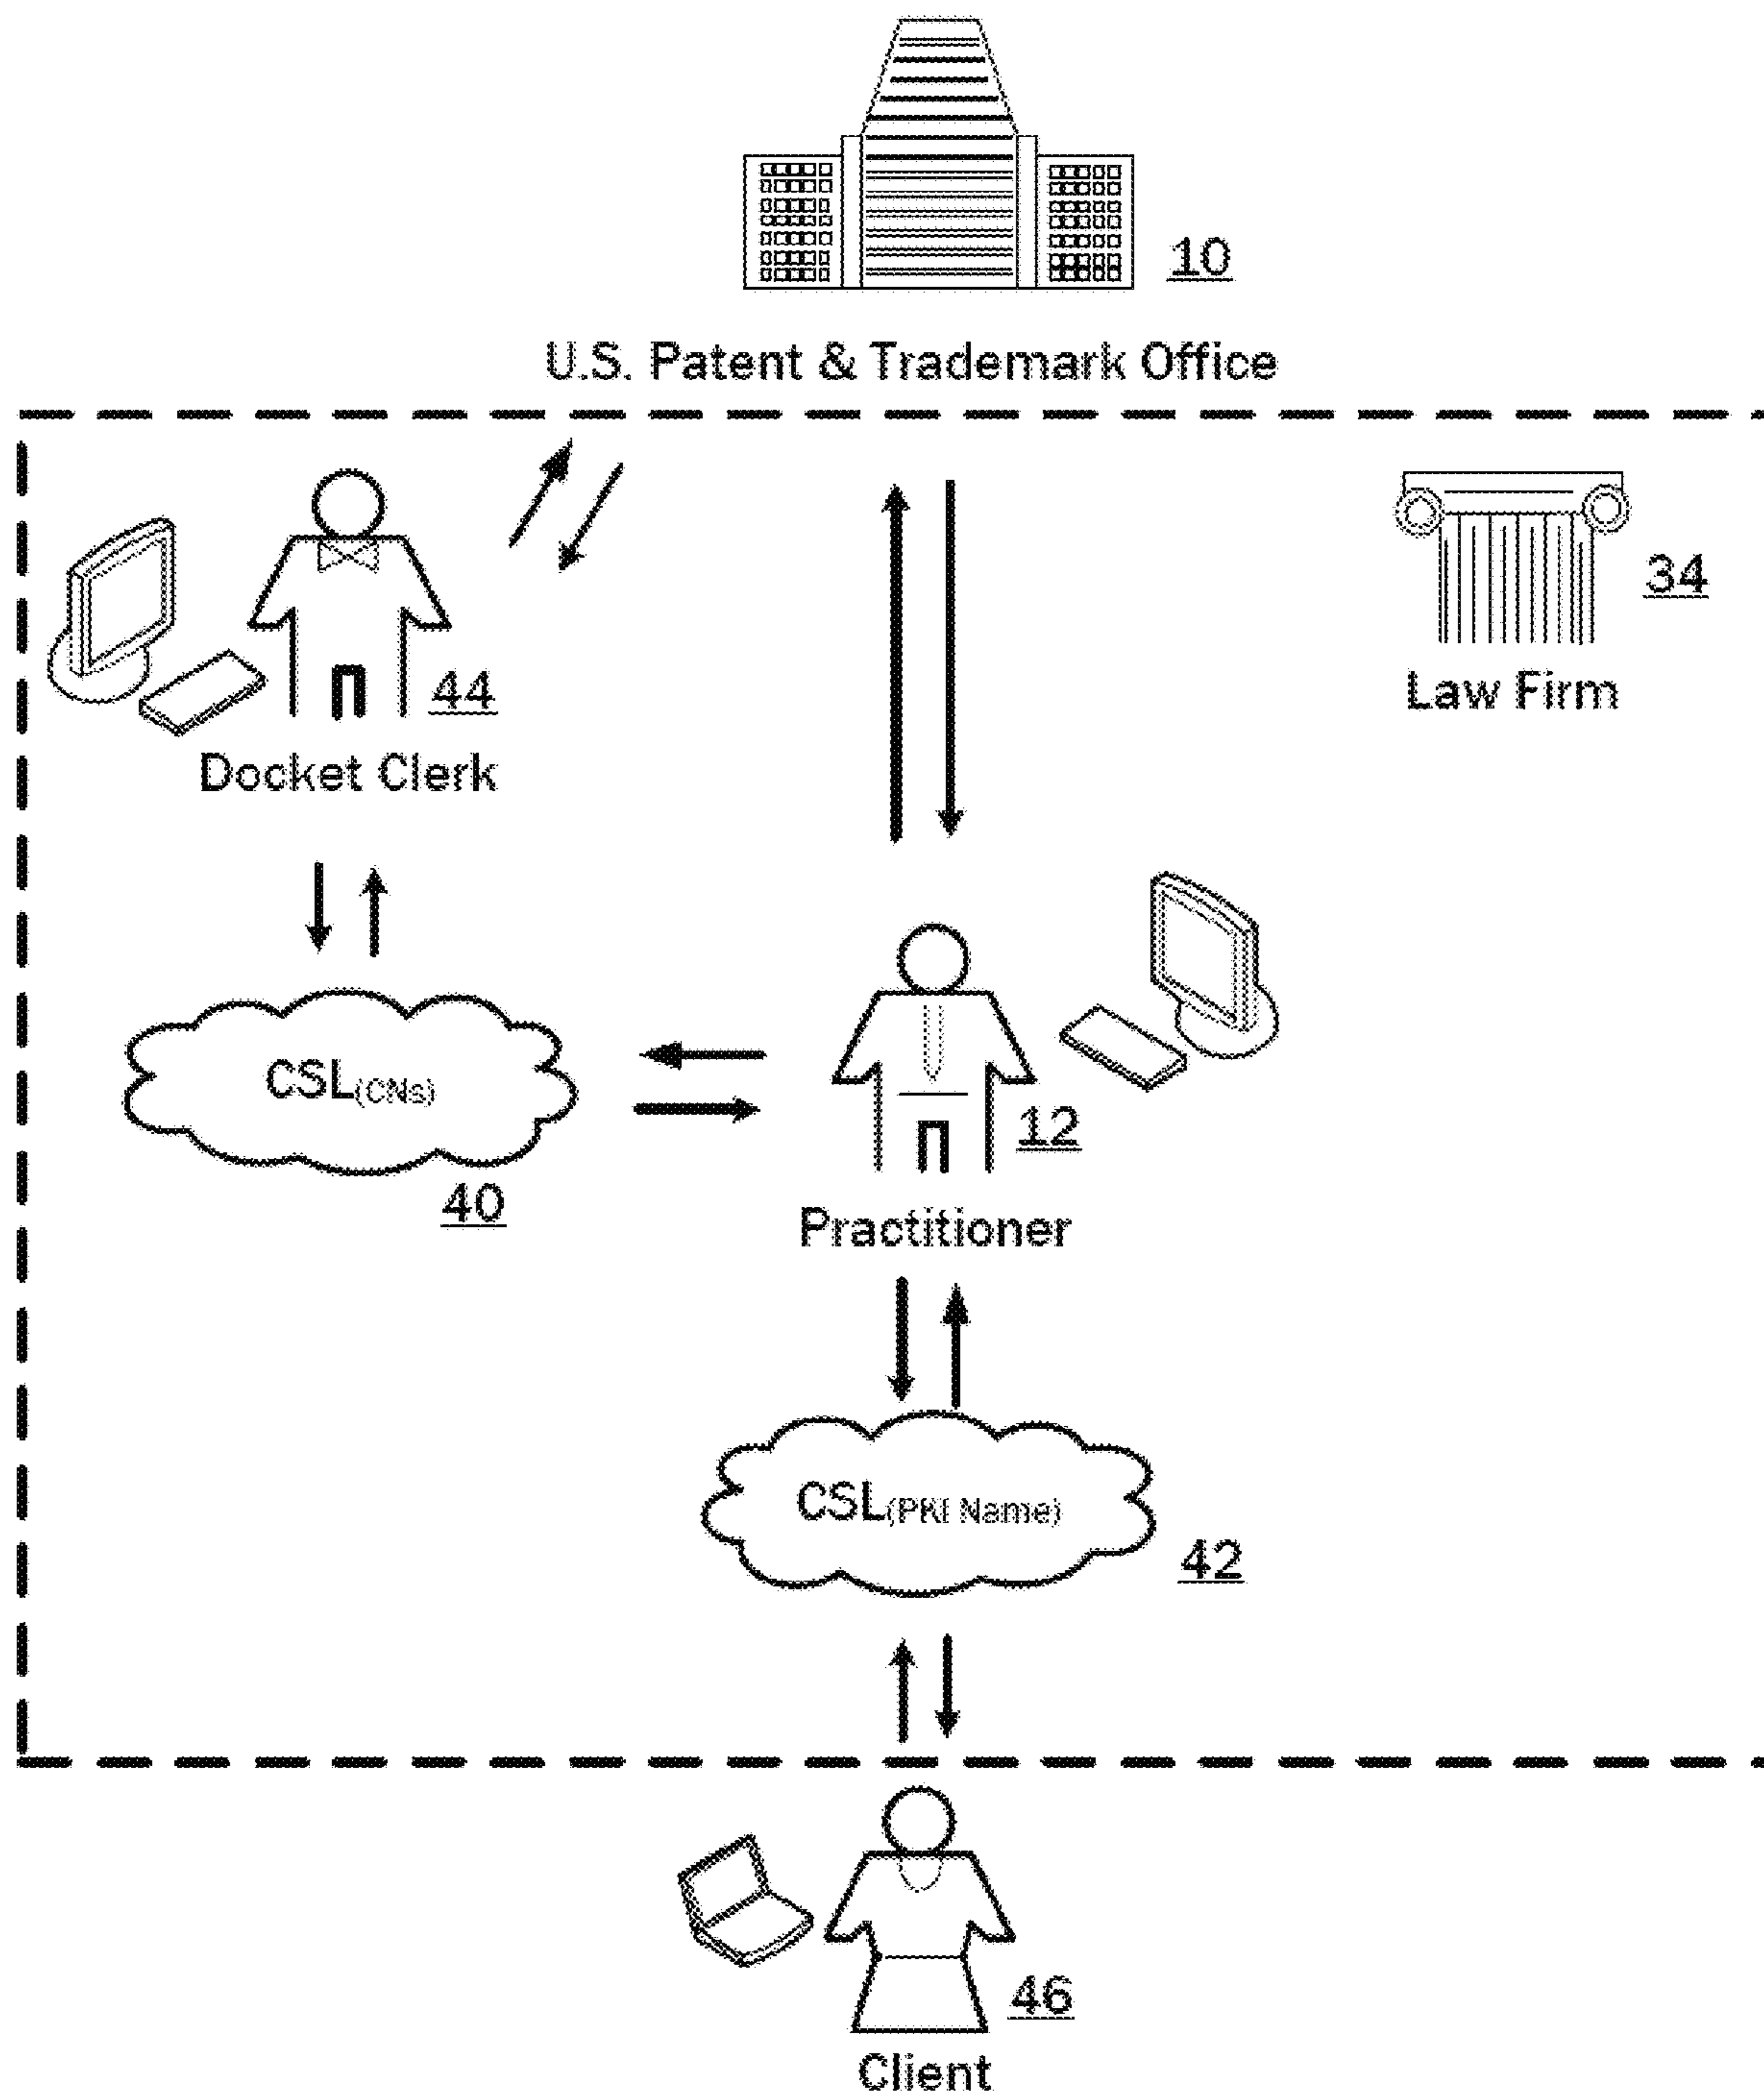 10
U.S. Patent & Trademark Office
34
Law Firm
44
Docket Clerk
CSL(CNs)
40
12
Practitioner
CSL(PKI Name)
42
46
Client